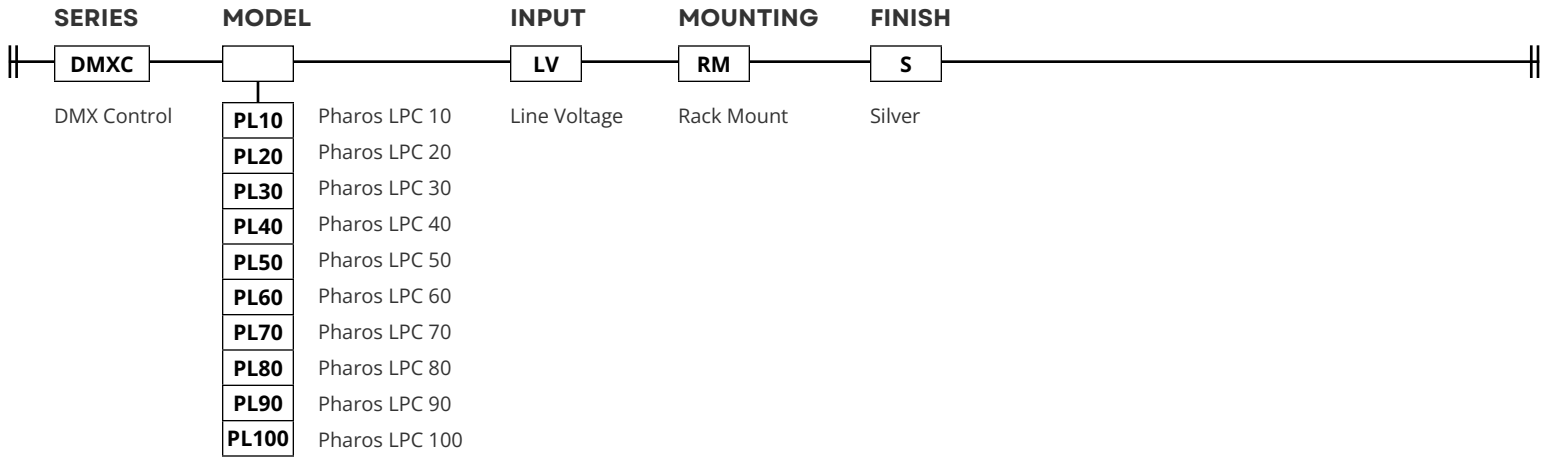 SERIES MODEL INPUT MOUNTING FINISH
DMXC LV RM S
DMX Control Line Voltage Rack Mount Silver
PL10 Pharos LPC 10
PL20 Pharos LPC 20
PL30 Pharos LPC 30
PL40 Pharos LPC 40
PL50 Pharos LPC 50
PL60 Pharos LPC 60
PL70 Pharos LPC 70
PL80 Pharos LPC 80
PL90 Pharos LPC 90
PL100 Pharos LPC 100